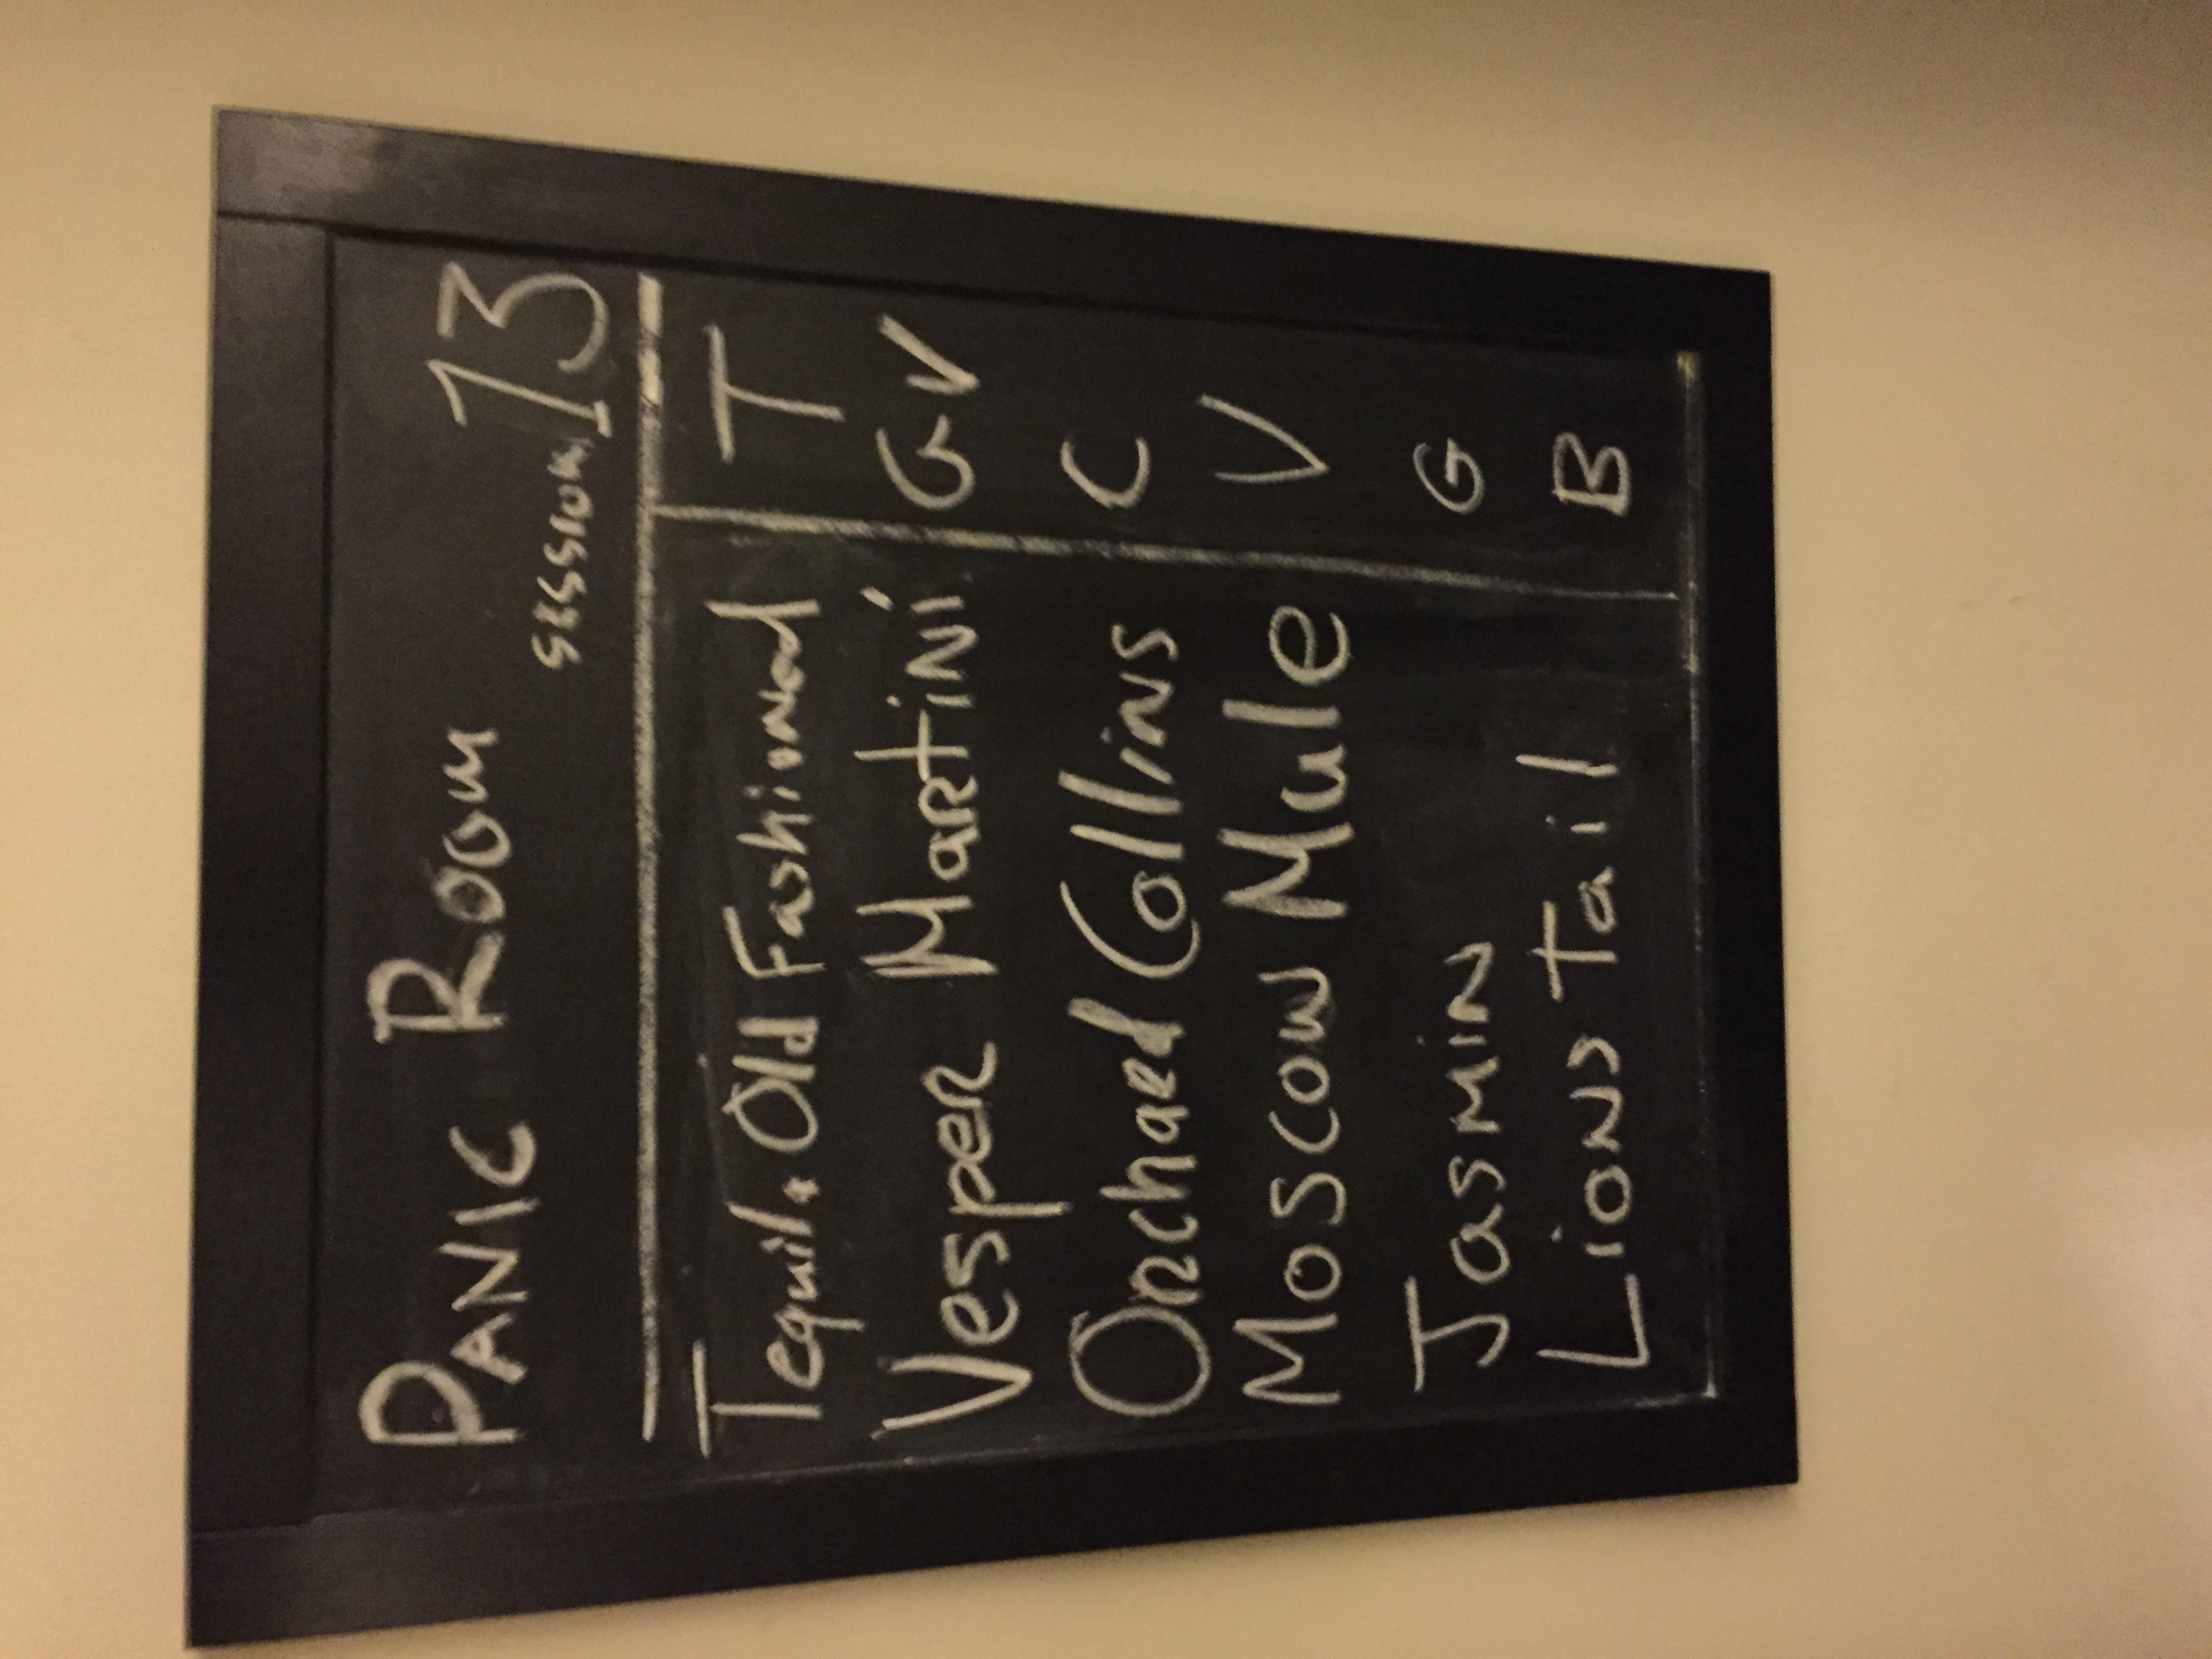 PANIC ROOM
SESSION 13
Tequila Old Fashioned T
Vesper Martini GV
Orchard Collins C
Moscow Mule V
Jasmin G
Lions Tail B